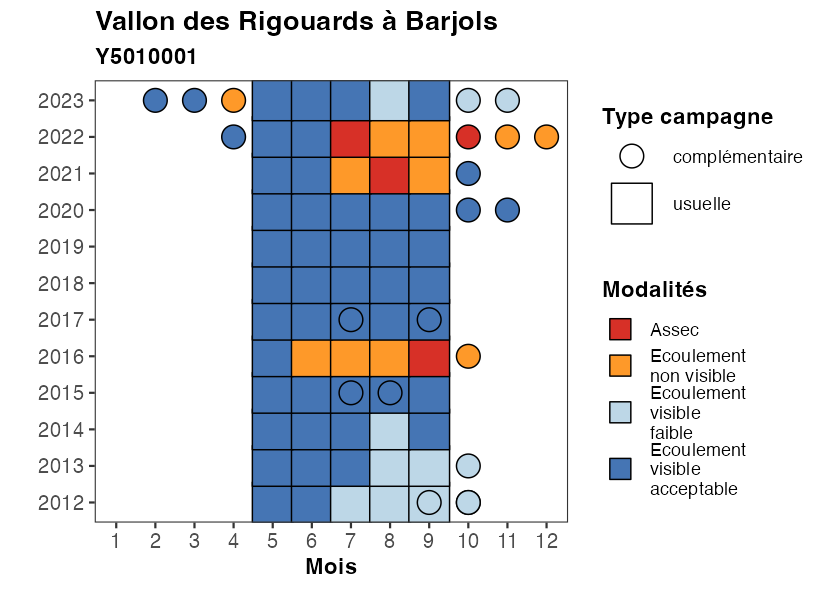 Vallon des Rigouards à Barjols
Y5010001
2023
2022
2021
2020
2019
2018
2017
2016
2015
2014
2013
2012
1 2 3 4 5 6 7 8 9 10 11 12
Mois
Type campagne
complémentaire
usuelle
Modalités
Assec
Ecoulement
non visible
Ecoulement
visible
faible
Ecoulement
visible
acceptable